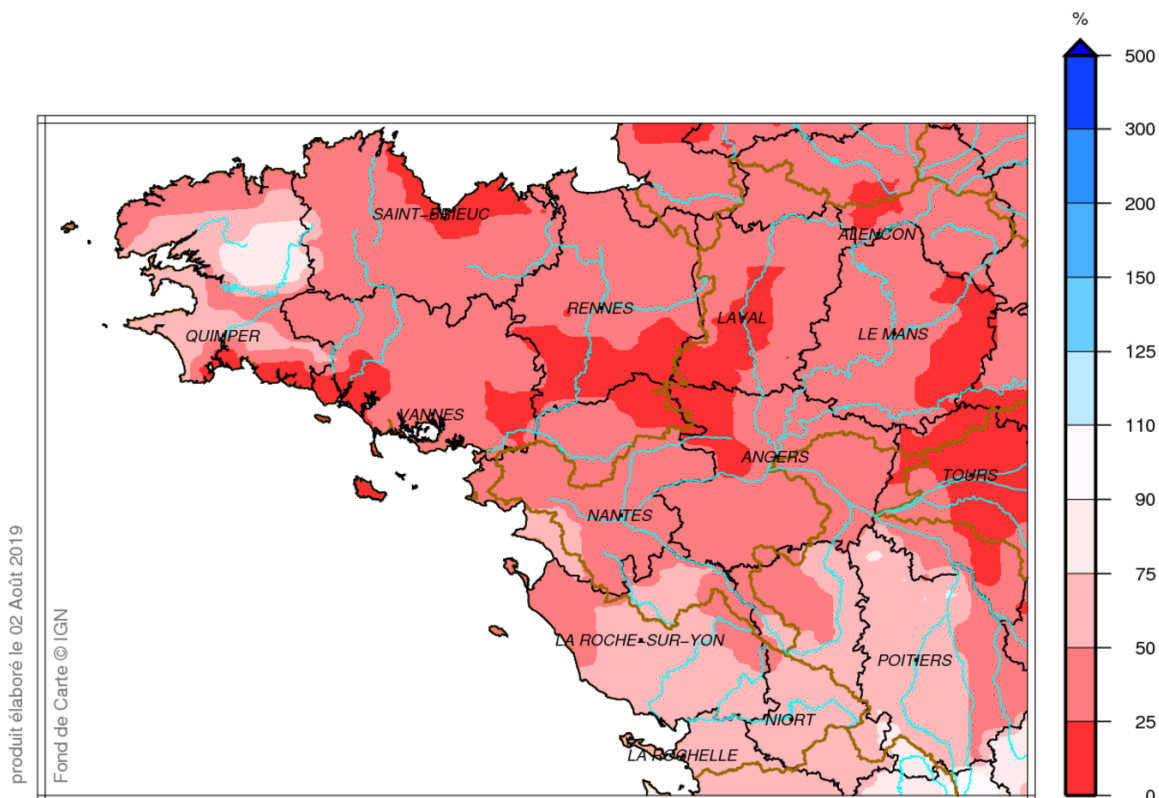 %
500
300
200
150
125
110
90
75
50
25
0
SAINT-BRIEUC
ALENCON
RENNES
LAVAL
LE MANS
QUIMPER
VANNES
ANGERS
TOURS
NANTES
LA ROCHE-SUR-YON
POITIERS
NIORT
LA ROCHELLE
produit élaboré le 02 Août 2019
Fond de Carte © IGN